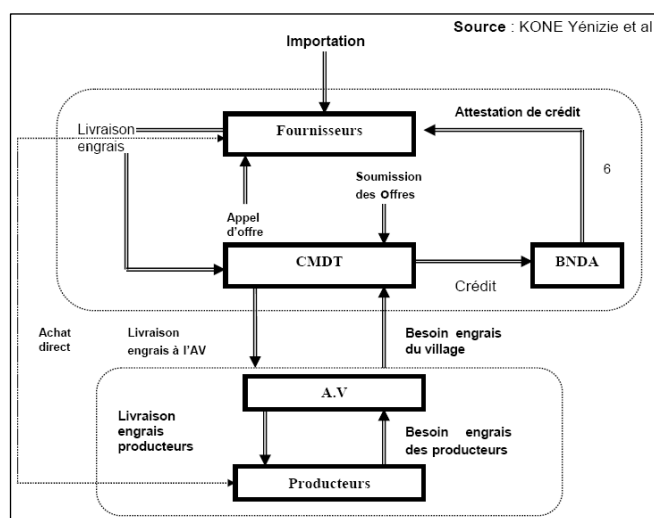 Source : KONE Yénizie et al
Importation
Attestation de crédit
Livraison
engrais
Fournisseurs
6
Soumission
des offres
Appel
d'offre
CMDT
BNDA
Crédit
Achat
direct
Livraison
engrais à l'AV
Besoin engrais
du village
A.V
Livraison
engrais
producteurs
Besoin engrais
des producteurs
Producteurs